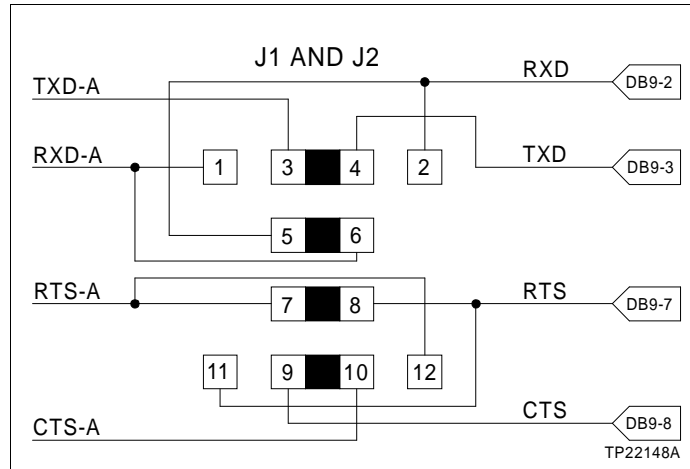 J1 AND J2
TXD-A
RXD
DB9-2
RXD-A
1
3
4
2
TXD
DB9-3
5
6
RTS-A
7
8
RTS
DB9-7
11
9
10
12
CTS-A
CTS
DB9-8
TP22148A